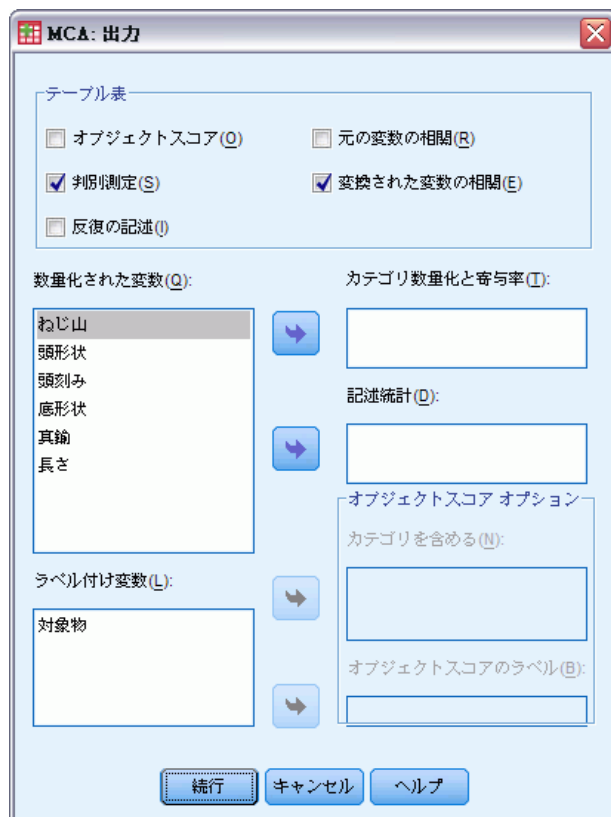 MCA: 出力
テーブル表
オブジェクトスコア(O)
元の変数の相関(R)
判別測定(S)
変換された変数の相関(E)
反復の記述(I)
数量化された変数(Q):
ねじ山
頭形状
頭刻み
底形状
真鍮
長さ
カテゴリ数量化と寄与率(T):
記述統計(D):
オブジェクトスコア オプション
カテゴリを含める(N):
ラベル付け変数(L):
対象物
オブジェクトスコアのラベル(B):
続行
キャンセル
ヘルプ